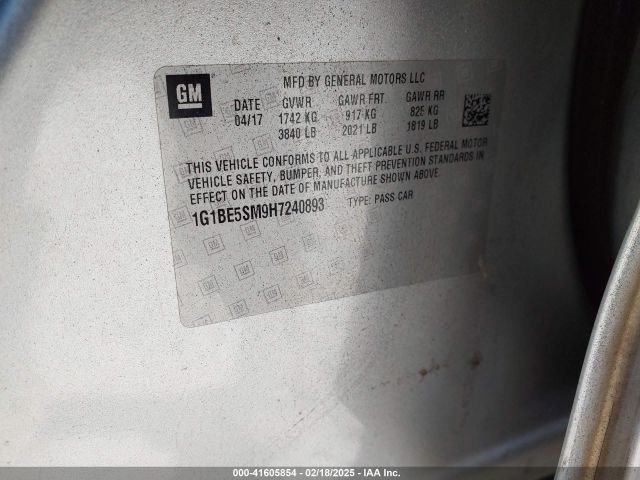 GM
MFD BY GENERAL MOTORS LLC
DATE GVWR GAWR FRT GAWR RR
04/17 1742 KG 917 KG 825 KG
3840 LB 2021 LB 1819 LB
THIS VEHICLE CONFORMS TO ALL APPLICABLE U.S. FEDERAL MOTOR
VEHICLE SAFETY, BUMPER, AND THEFT PREVENTION STANDARDS IN
EFFECT ON THE DATE OF MANUFACTURE SHOWN ABOVE.
1G1BE5SM9H7240893 TYPE: PASS CAR
000-41605854 - 02/18/2025 - IAA Inc.